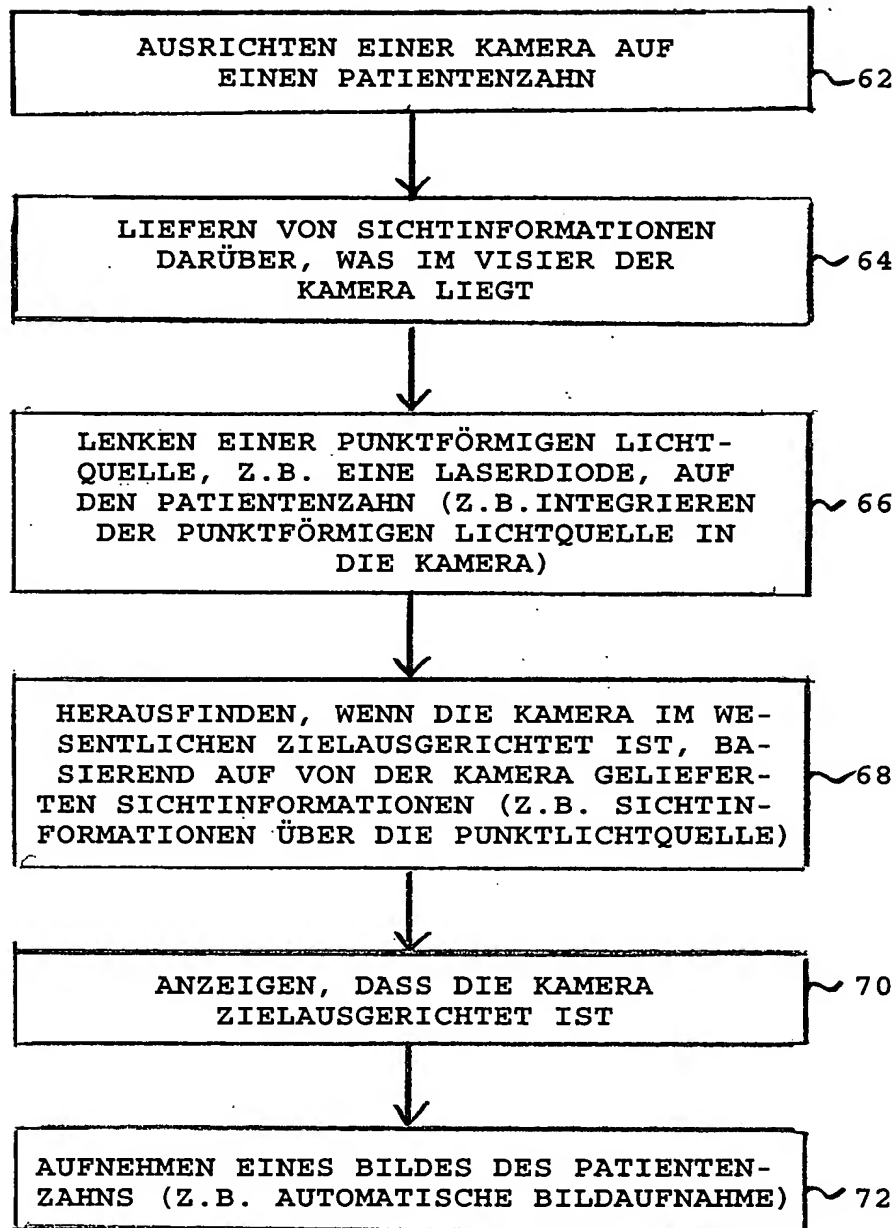 AUSRICHTEN EINER KAMERA AUF
EINEN PATIENTENZAHN
62
LIEFERN VON SICHTINFORMATIONEN
DARÜBER, WAS IM VISIER DER
KAMERA LIEGT
64
LENKEN EINER PUNKTFÖRMIGEN LICHT-
QUELLE, Z.B. EINE LASERDIODE, AUF
DEN PATIENTENZAHN (Z.B.INTEGRIEREN
DER PUNKTFÖRMIGEN LICHTQUELLE IN
DIE KAMERA)
66
HERAUSFINDEN, WENN DIE KAMERA IM WE-
SENTLICHEN ZIELAUSGERICHTET IST, BA-
SIEREND AUF VON DER KAMERA GELIEFER-
TEN SICHTINFORMATIONEN (Z.B. SICHTIN-
FORMATIONEN ÜBER DIE PUNKTLICHTQUELLE)
68
ANZEIGEN, DASS DIE KAMERA
ZIELAUSGERICHTET IST
70
AUFNEHMEN EINES BILDES DES PATIENTEN-
ZAHNS (Z.B. AUTOMATISCHE BILDAUFNAHME)
72